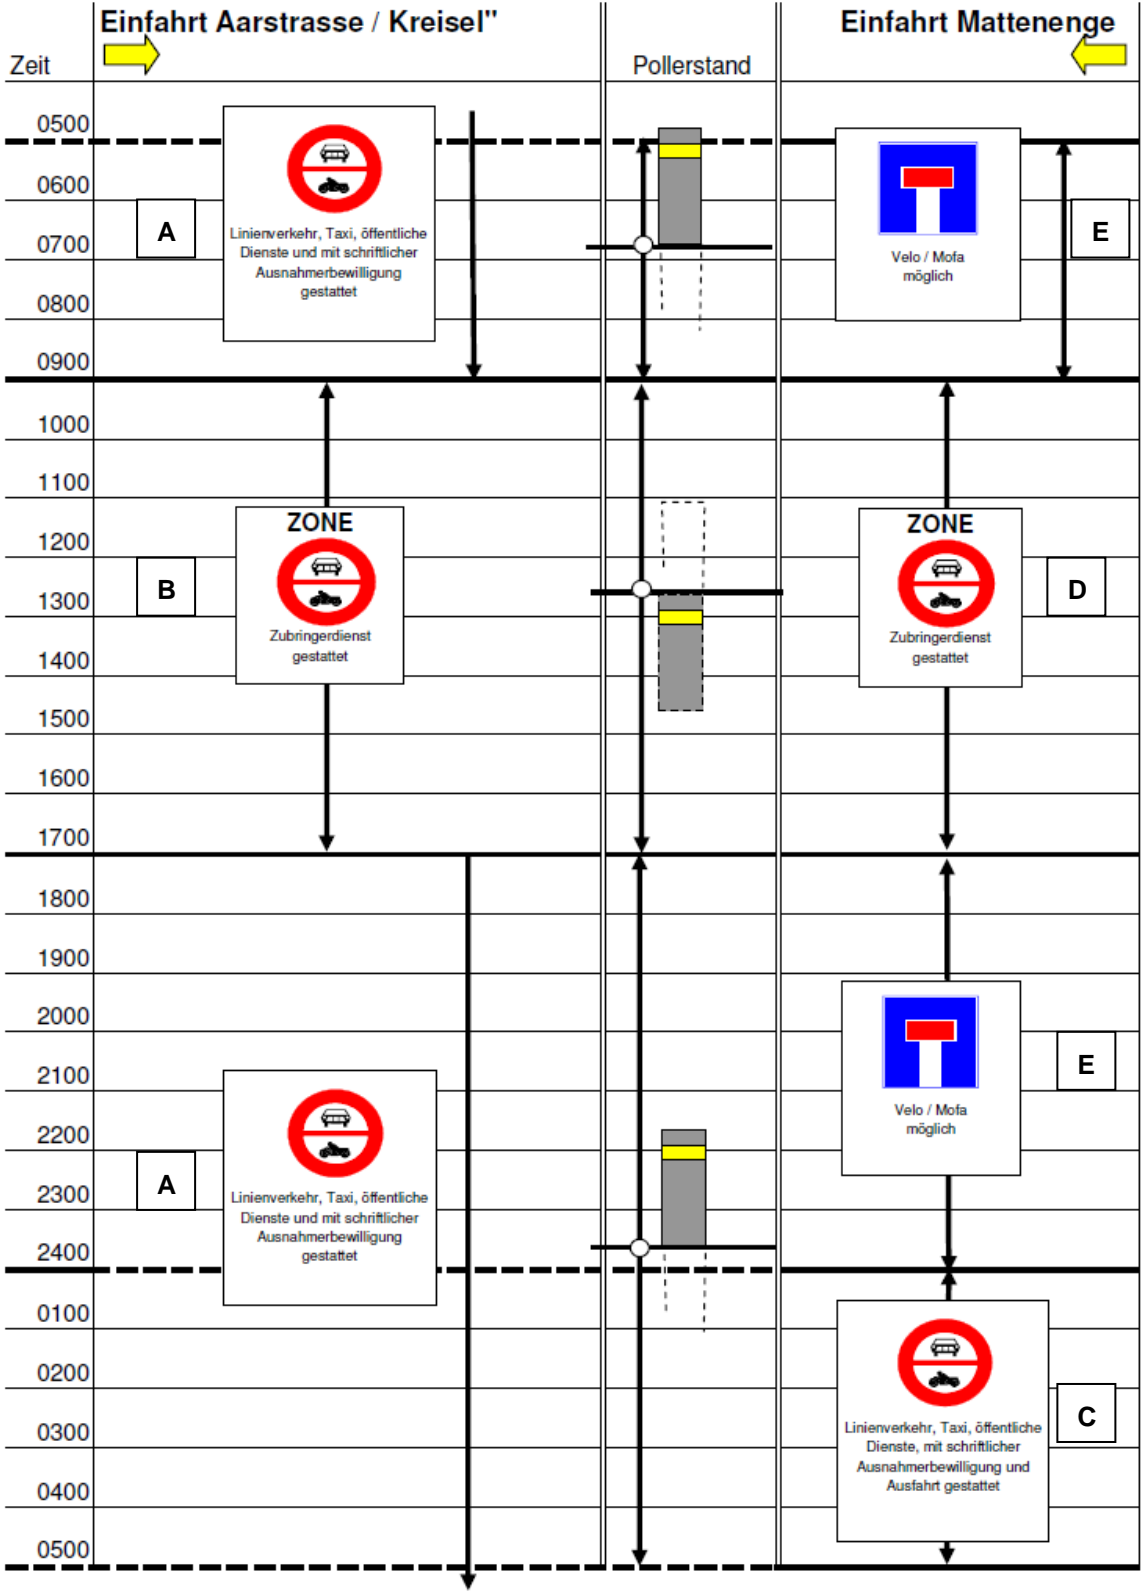 Einfahrt Aarstrasse / Kreisel"
Einfahrt Mattenenge
Zeit
Pollerstand
0500
0600
A
Linienverkehr, Taxi, öffentliche
Dienste und mit schriftlicher
Ausnahmerbewilligung
gestattet
Velo / Mofa
möglich
E
0700
0800
0900
1000
1100
1200
ZONE
Zubringerdienst
gestattet
B
ZONE
Zubringerdienst
gestattet
D
1300
1400
1500
1600
1700
1800
1900
2000
2100
Velo / Mofa
möglich
E
2200
A
Linienverkehr, Taxi, öffentliche
Dienste und mit schriftlicher
Ausnahmerbewilligung
gestattet
2300
2400
0100
0200
0300
Linienverkehr, Taxi, öffentliche
Dienste, mit schriftlicher
Ausnahmerbewilligung und
Ausfahrt gestattet
C
0400
0500